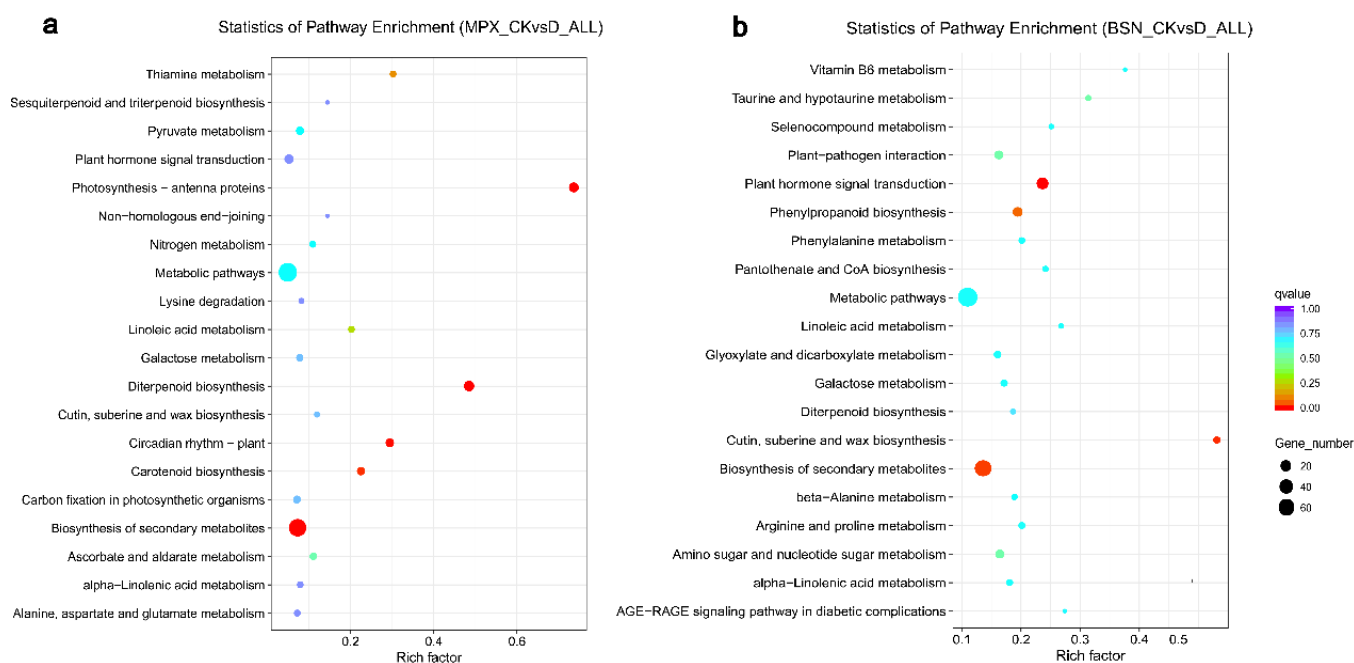 a
Statistics of Pathway Enrichment (MPX_CKvsD_ALL)
Thiamine metabolism
Sesquiterpenoid and triterpenoid biosynthesis
Pyruvate metabolism
Plant hormone signal transduction
Photosynthesis − antenna proteins
Non−homologous end−joining
Nitrogen metabolism
Metabolic pathways
Lysine degradation
Linoleic acid metabolism
Galactose metabolism
Diterpenoid biosynthesis
Cutin, suberine and wax biosynthesis
Circadian rhythm − plant
Carotenoid biosynthesis
Carbon fixation in photosynthetic organisms
Biosynthesis of secondary metabolites
Ascorbate and aldarate metabolism
alpha−Linolenic acid metabolism
Alanine, aspartate and glutamate metabolism
0.2 0.4 0.6
Rich factor
b
Statistics of Pathway Enrichment (BSN_CKvsD_ALL)
Vitamin B6 metabolism
Taurine and hypotaurine metabolism
Selenocompound metabolism
Plant−pathogen interaction
Plant hormone signal transduction
Phenylpropanoid biosynthesis
Phenylalanine metabolism
Pantothenate and CoA biosynthesis
Metabolic pathways
Linoleic acid metabolism
Glyoxylate and dicarboxylate metabolism
Galactose metabolism
Diterpenoid biosynthesis
Cutin, suberine and wax biosynthesis
Biosynthesis of secondary metabolites
beta−Alanine metabolism
Arginine and proline metabolism
Amino sugar and nucleotide sugar metabolism
alpha−Linolenic acid metabolism
AGE−RAGE signaling pathway in diabetic complications
0.1 0.2 0.3 0.5
Rich factor
qvalue
1.00
0.75
0.50
0.25
0.00
Gene_number
20
40
60